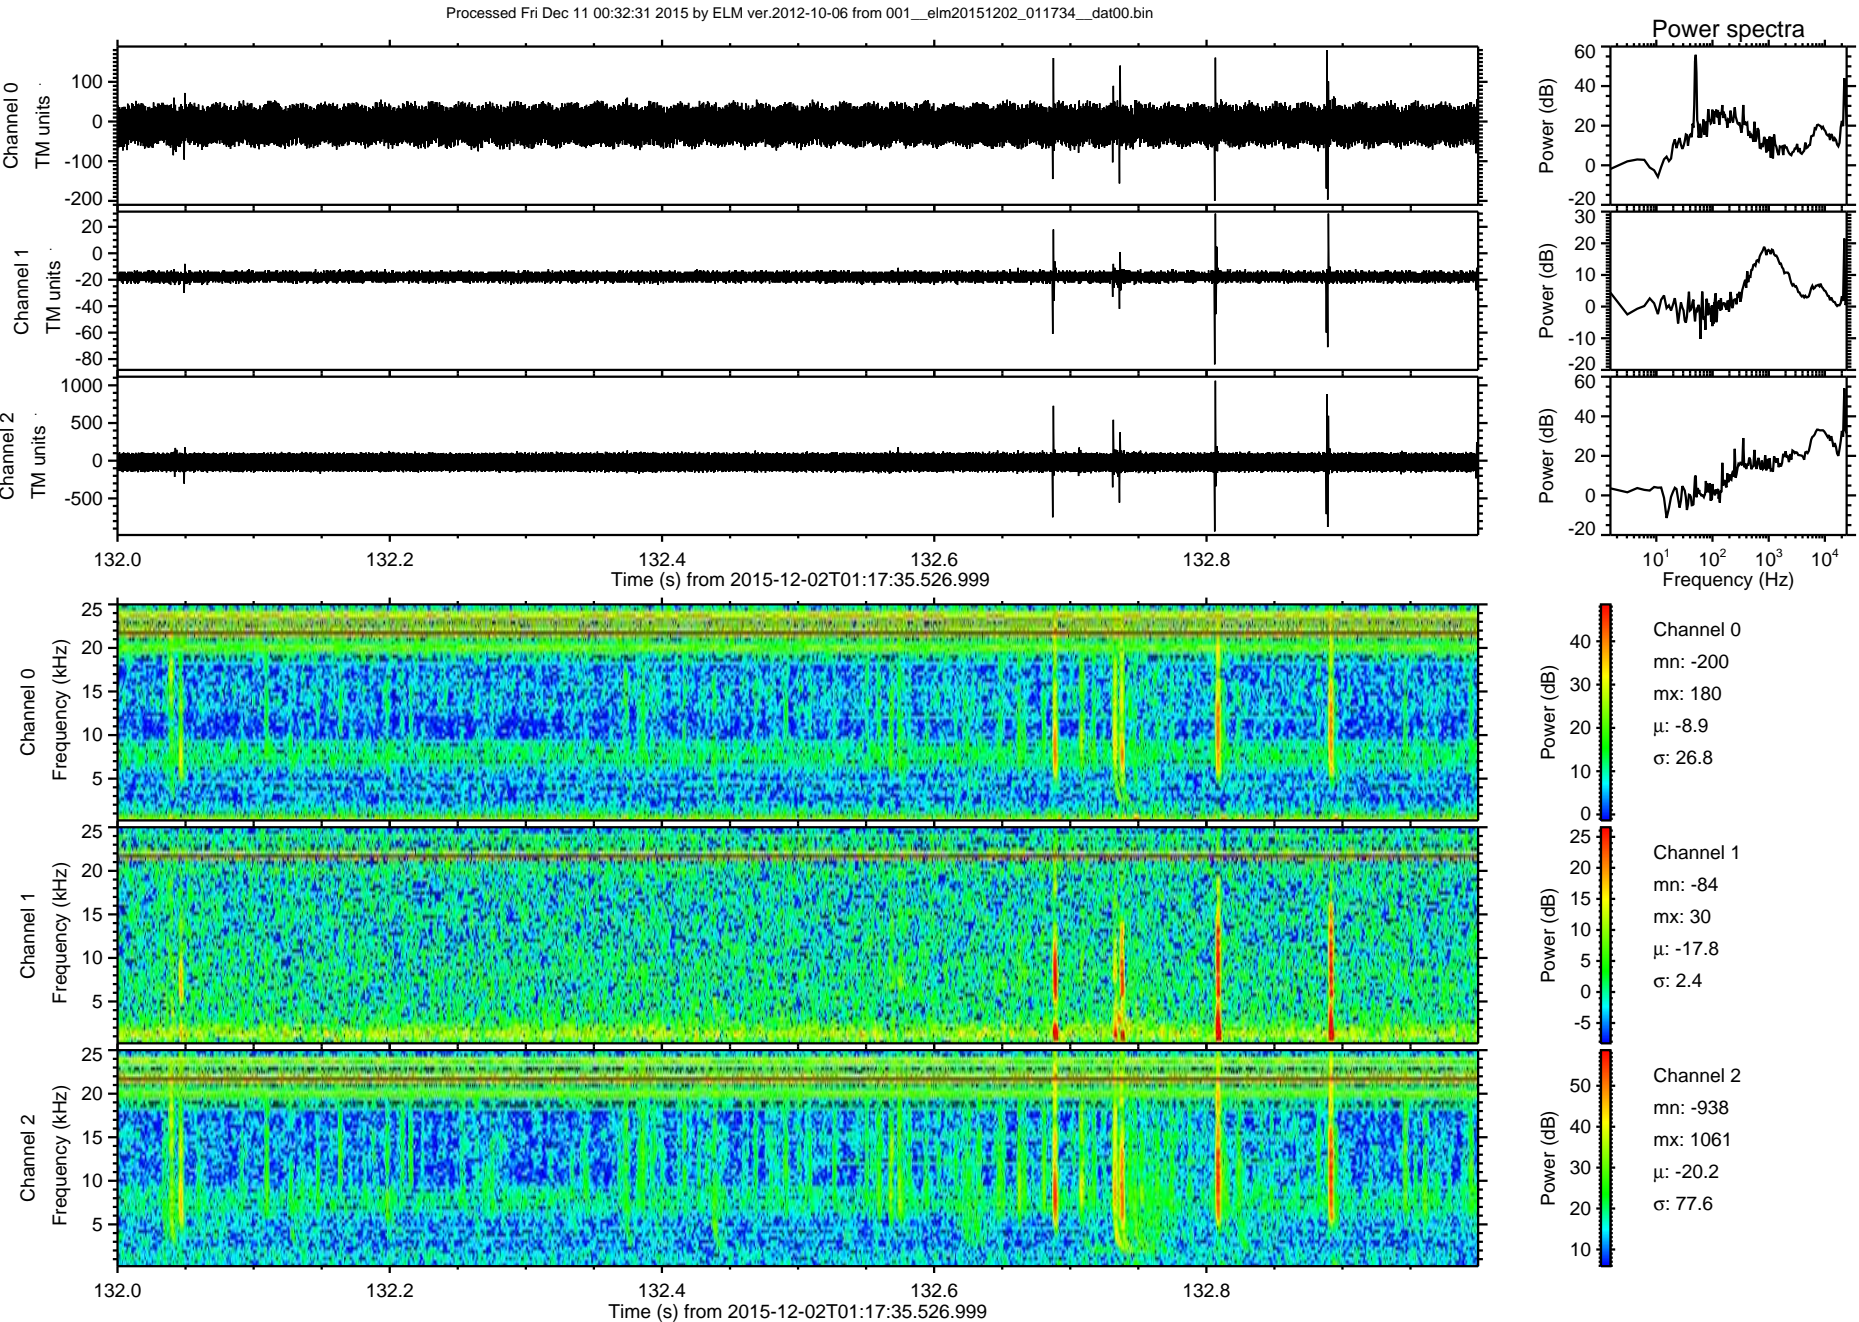 Processed Fri Dec 11 00:32:31 2015 by ELM ver.2012-10-06 from 001__elm20151202_011734__dat00.bin
Power spectra
Channel 0
TM units
100
0
-100
-200
Power (dB)
60
40
20
0
-20
Channel 1
TM units
20
0
-20
-40
-60
-80
Power (dB)
30
20
10
0
-10
-20
Channel 2
TM units
1000
500
0
-500
Power (dB)
60
40
20
0
-20
132.0 132.2 132.4 132.6 132.8
Time (s) from 2015-12-02T01:17:35.526.999
10¹ 10² 10³ 10⁴
Frequency (Hz)
Channel 0
Frequency (kHz)
25
20
15
10
5
Power (dB)
40
30
20
10
0
Channel 0
mn: -200
mx: 180
μ: -8.9
σ: 26.8
Channel 1
Frequency (kHz)
25
20
15
10
5
Power (dB)
25
20
15
10
5
0
-5
Channel 1
mn: -84
mx: 30
μ: -17.8
σ: 2.4
Channel 2
Frequency (kHz)
25
20
15
10
5
Power (dB)
50
40
30
20
10
Channel 2
mn: -938
mx: 1061
μ: -20.2
σ: 77.6
132.0 132.2 132.4 132.6 132.8
Time (s) from 2015-12-02T01:17:35.526.999